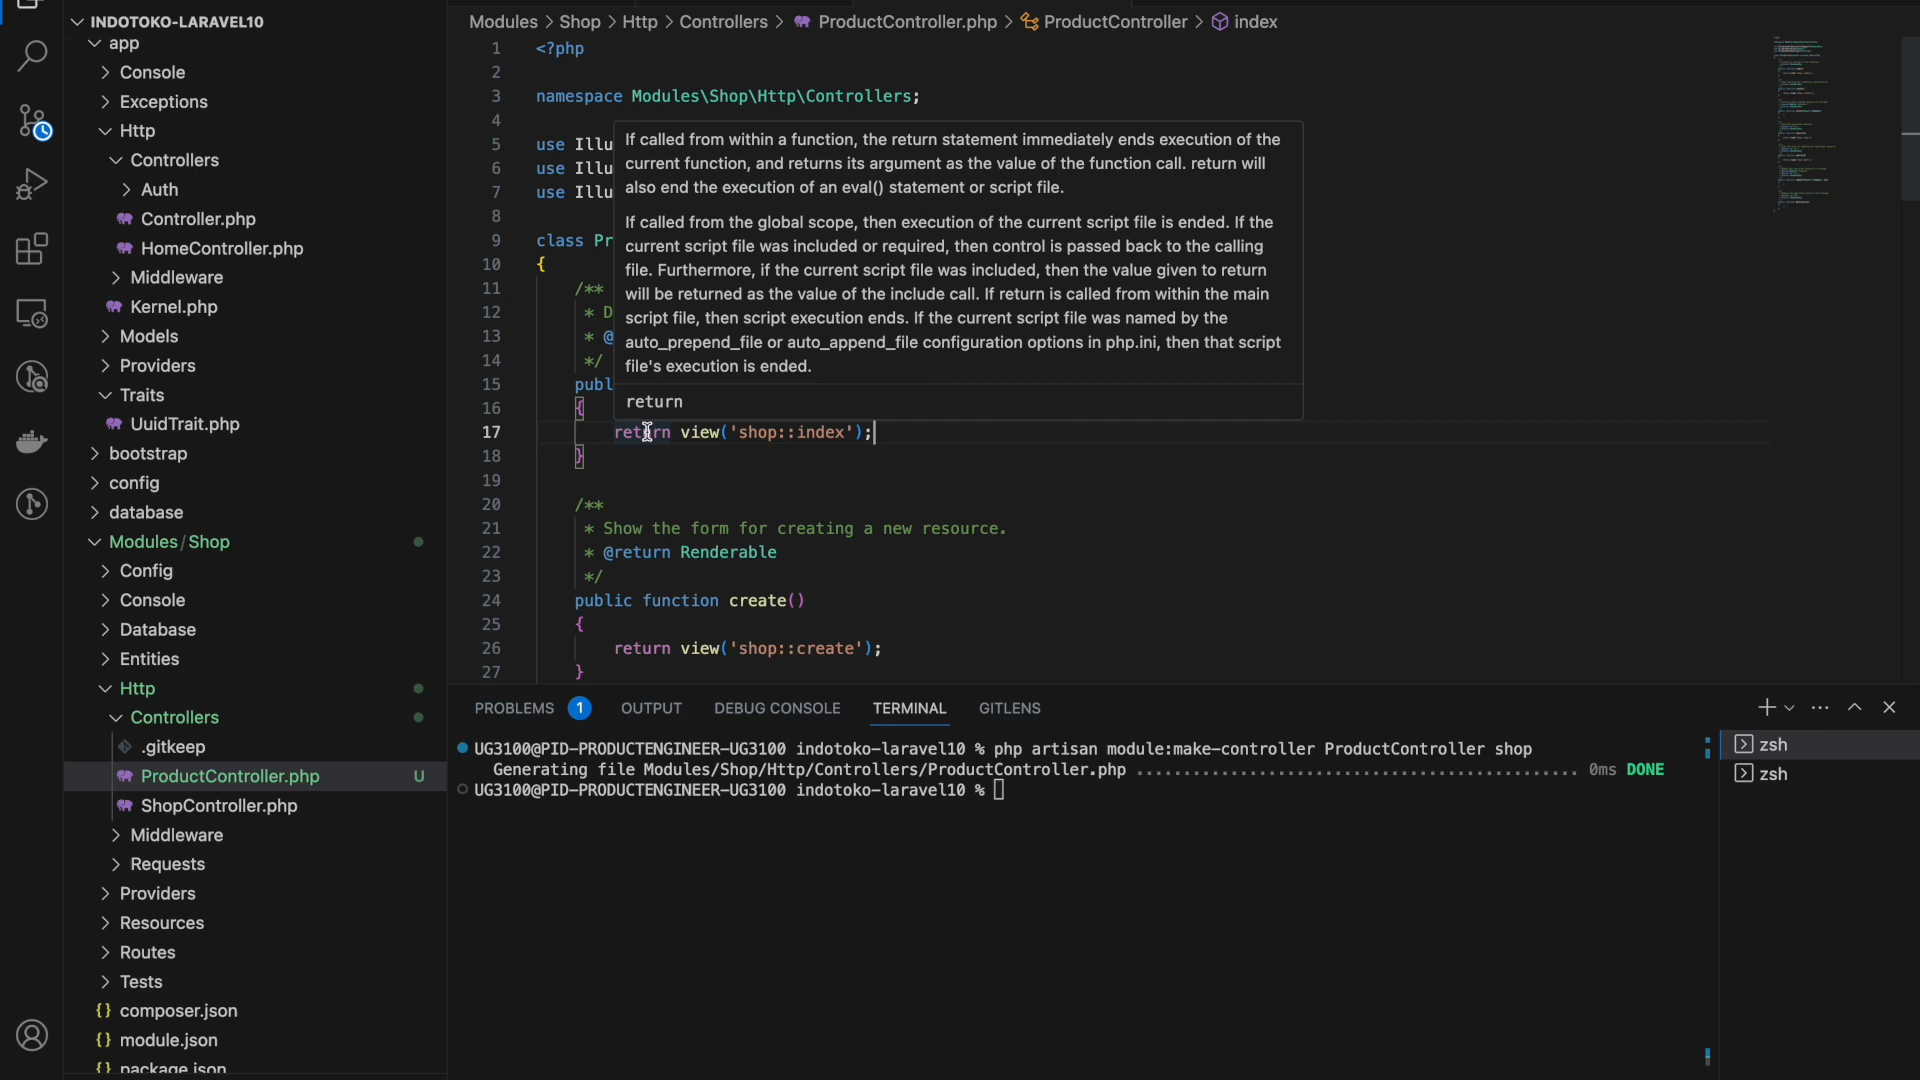 INDOTOKO-LARAVEL10
app
Console
Exceptions
Http
Controllers
Auth
Controller.php
HomeController.php
Middleware
Kernel.php
Models
Providers
Traits
UuidTrait.php
bootstrap
config
database
Modules / Shop
Config
Console
Database
Entities
Http
Controllers
.gitkeep
ProductController.php U
ShopController.php
Middleware
Requests
Providers
Resources
Routes
Tests
{} composer.json
{} module.json
{} package.json
Modules > Shop > Http > Controllers > ProductController.php > ProductController > index
1 <?php
2
3 namespace Modules\Shop\Http\Controllers;
4
5 use Illu
6 use Illu
7 use Illu
8
9 class Pr
10 {
11 /**
12 * D
13 * @
14 */
15 publ
16 {
17 return view('shop::index');
18 }
19
20 /**
21 * Show the form for creating a new resource.
22 * @return Renderable
23 */
24 public function create()
25 {
26 return view('shop::create');
27 }
If called from within a function, the return statement immediately ends execution of the
current function, and returns its argument as the value of the function call. return will
also end the execution of an eval() statement or script file.
If called from the global scope, then execution of the current script file is ended. If the
current script file was included or required, then control is passed back to the calling
file. Furthermore, if the current script file was included, then the value given to return
will be returned as the value of the include call. If return is called from within the main
script file, then script execution ends. If the current script file was named by the
auto_prepend_file or auto_append_file configuration options in php.ini, then that script
file's execution is ended.
return
PROBLEMS 1 OUTPUT DEBUG CONSOLE TERMINAL GITLENS
UG3100@PID-PRODUCTENGINEER-UG3100 indotoko-laravel10 % php artisan module:make-controller ProductController shop
Generating file Modules/Shop/Http/Controllers/ProductController.php .............................................. 0ms DONE
UG3100@PID-PRODUCTENGINEER-UG3100 indotoko-laravel10 %
zsh
zsh